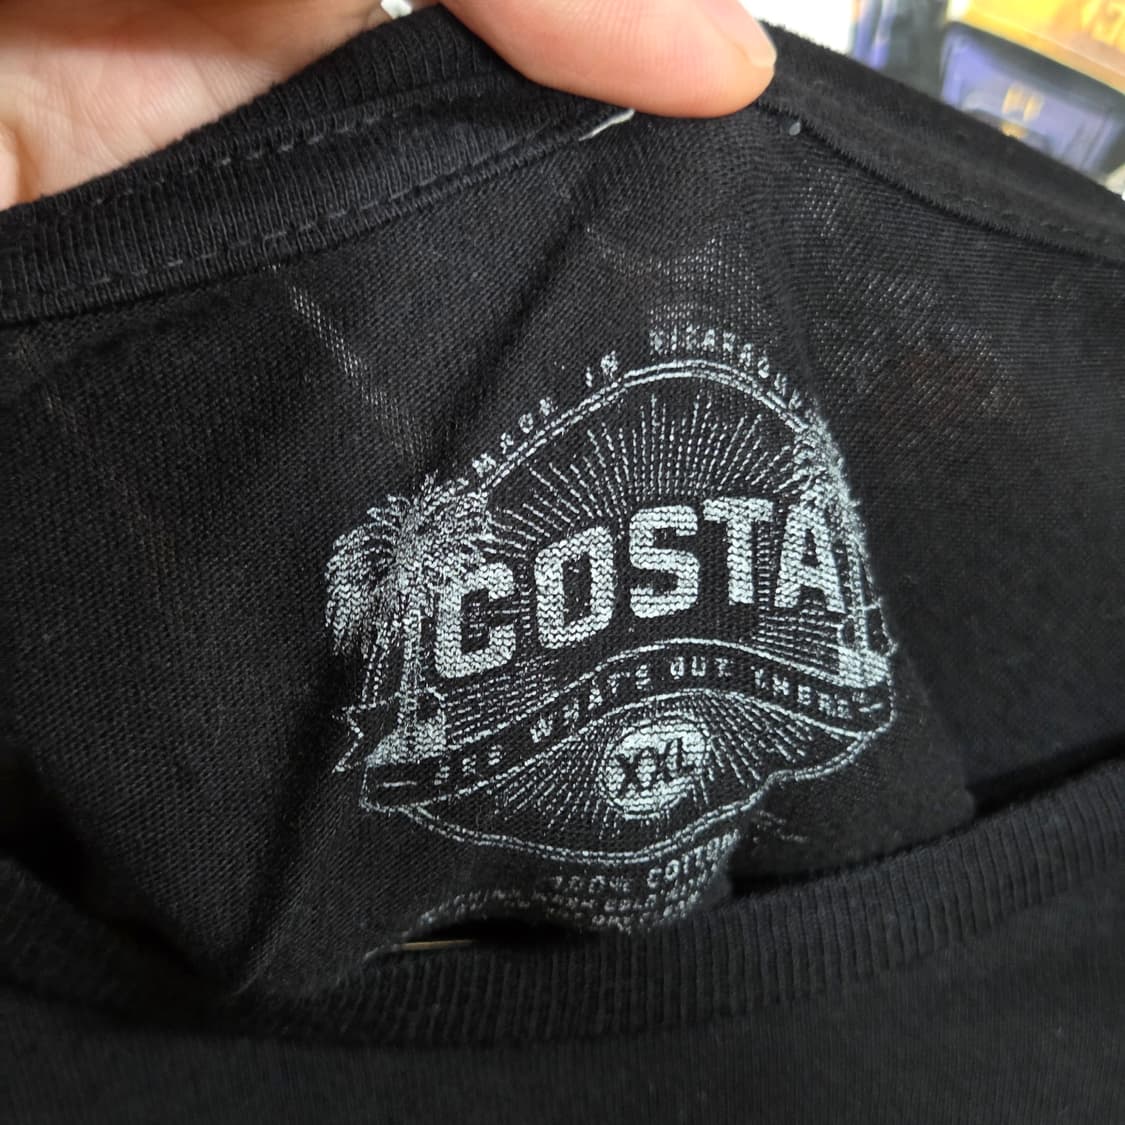 MADE IN NICARAGUA
COSTA
SEE WHAT'S OUT THERE
XXL
100% COTTON